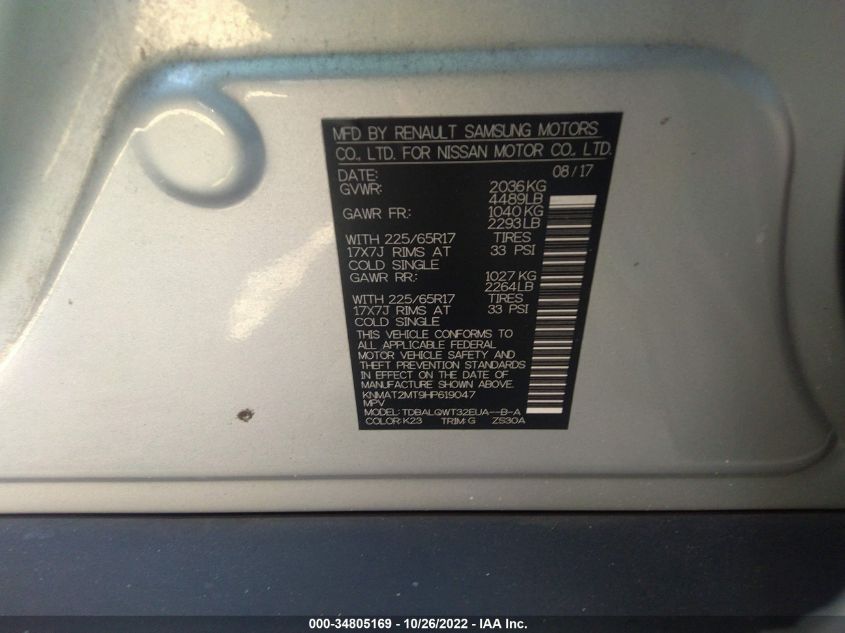 MFD BY RENAULT SAMSUNG MOTORS
CO., LTD. FOR NISSAN MOTOR CO., LTD.
DATE: 08/17
GVWR: 2036KG
4489LB
GAWR FR: 1040KG
2293LB
WITH 225/65R17 TIRES
17X7J RIMS AT 33 PSI
COLD SINGLE
GAWR RR: 1027KG
2264LB
WITH 225/65R17 TIRES
17X7J RIMS AT 33 PSI
COLD SINGLE
THIS VEHICLE CONFORMS TO
ALL APPLICABLE FEDERAL
MOTOR VEHICLE SAFETY AND
THEFT PREVENTION STANDARDS
IN EFFECT ON THE DATE OF
MANUFACTURE SHOWN ABOVE.
KNMAT2MT9HP619047
MPV
MODEL: TDBALQWT32EUA--B-A
COLOR: K23 TRIM: G ZS30A
000-34805169 - 10/26/2022 - IAA Inc.